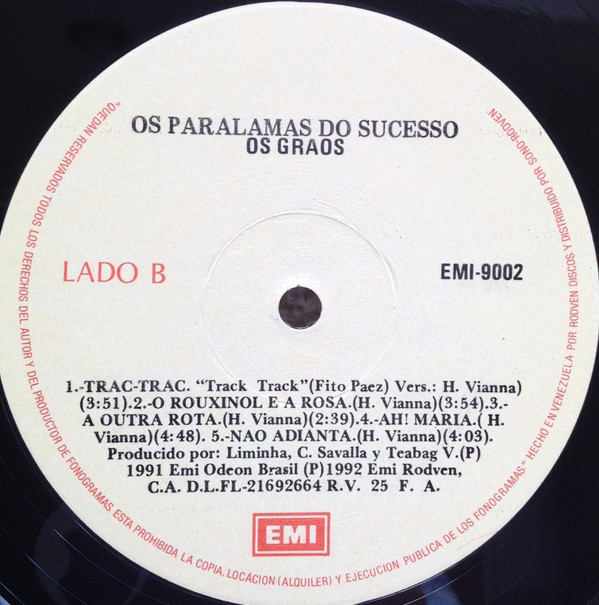 OS PARALAMAS DO SUCESSO
OS GRAOS
LADO B
EMI-9002
1.-TRAC-TRAC. “Track Track”(Fito Paez) Vers.: H. Vianna)
(3:51).2.-O ROUXINOL E A ROSA.(H. Vianna)(3:54).3.-
A OUTRA ROTA.(H. Vianna)(2:39).4.-AH! MARIA.( H.
Vianna)(4:48). 5.-NAO ADIANTA.(H. Vianna)(4:03).
Producido por: Liminha, C. Savalla y Teabag V.(P)
1991 Emi Odeon Brasil (P)1992 Emi Rodven,
C.A. D.L.FL-21692664 R.V. 25 F. A.
EMI
"QUEDAN RESERVADOS TODOS LOS DERECHOS DEL AUTOR Y DEL PRODUCTOR DE FONOGRAMAS. ESTA PROHIBIDA LA COPIA, LOCACION (ALQUILER) Y EJECUCION PUBLICA DE LOS FONOGRAMAS." HECHO EN VENEZUELA POR RODVEN DISCOS Y DISTRIBUIDO POR SONO-RODVEN